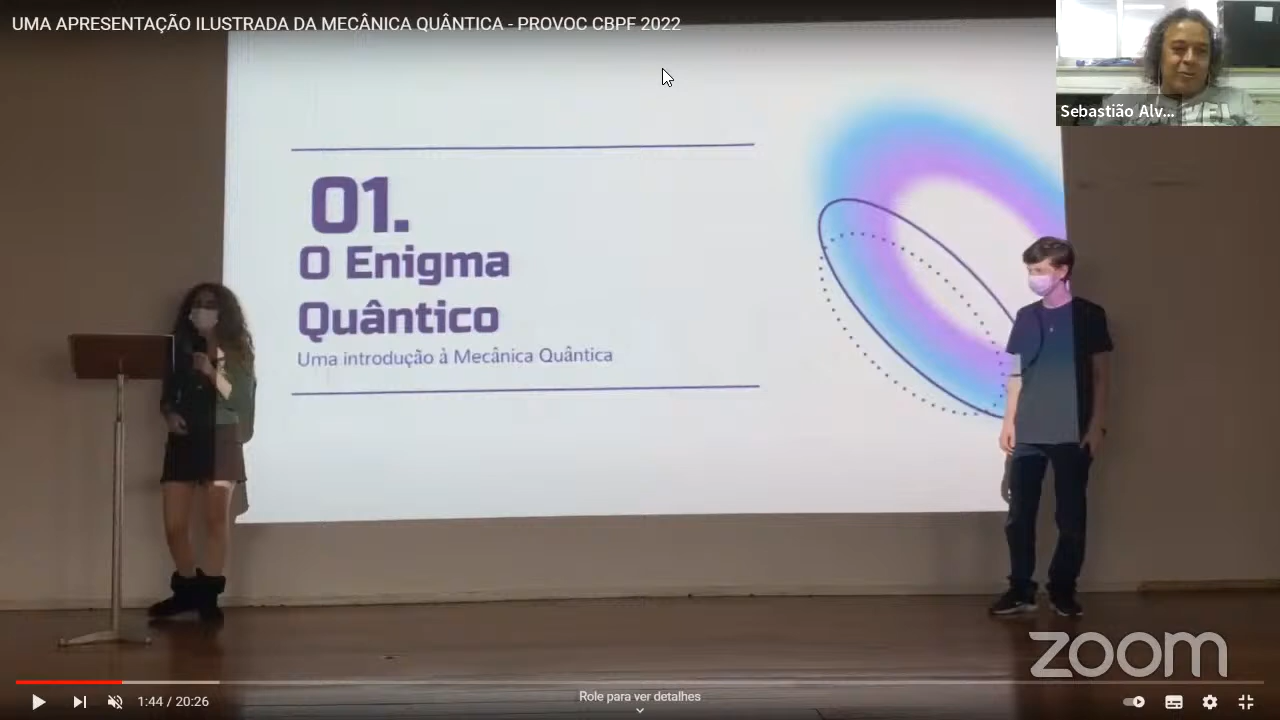 UMA APRESENTAÇÃO ILUSTRADA DA MECÂNICA QUÂNTICA - PROVOC CBPF 2022
Sebastião Alv...
01.
O Enigma
Quântico
Uma introdução à Mecânica Quântica
zoom
1:44 / 20:26
Role para ver detalhes